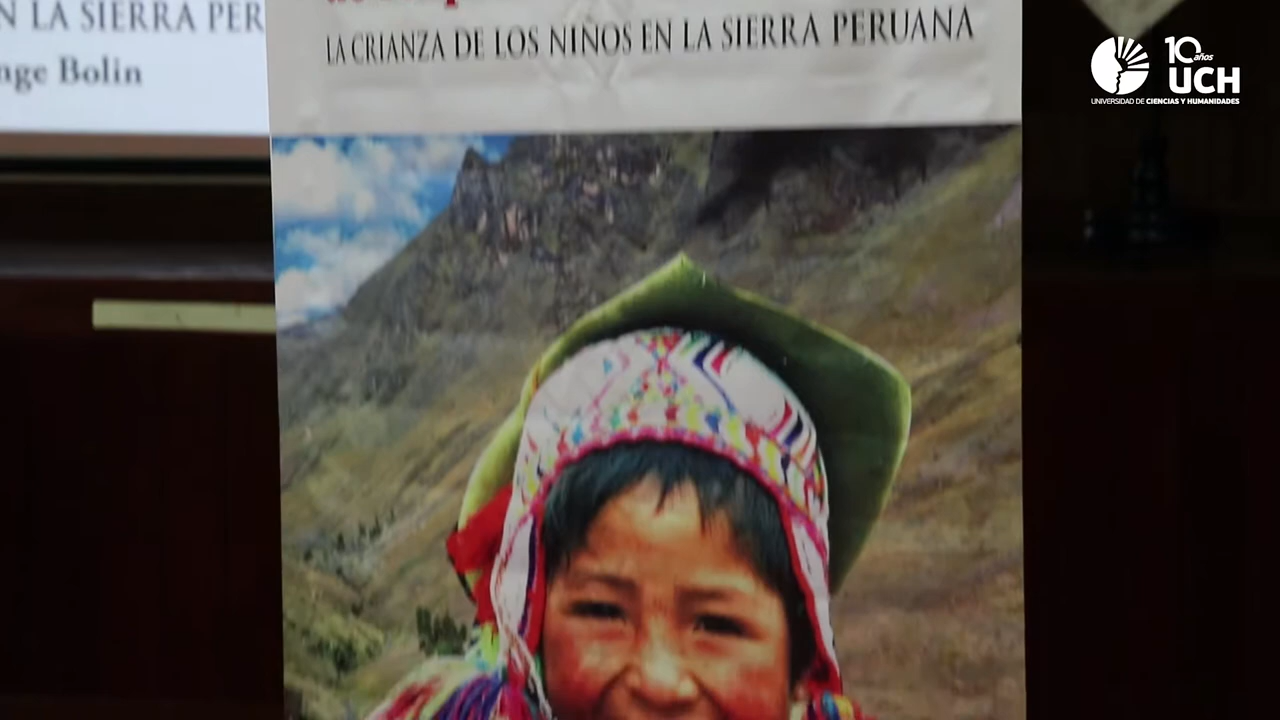 LA CRIANZA DE LOS NIÑOS EN LA SIERRA PERUANA
N LA SIERRA PER
nge Bolin
10 años
UCH
UNIVERSIDAD DE CIENCIAS Y HUMANIDADES